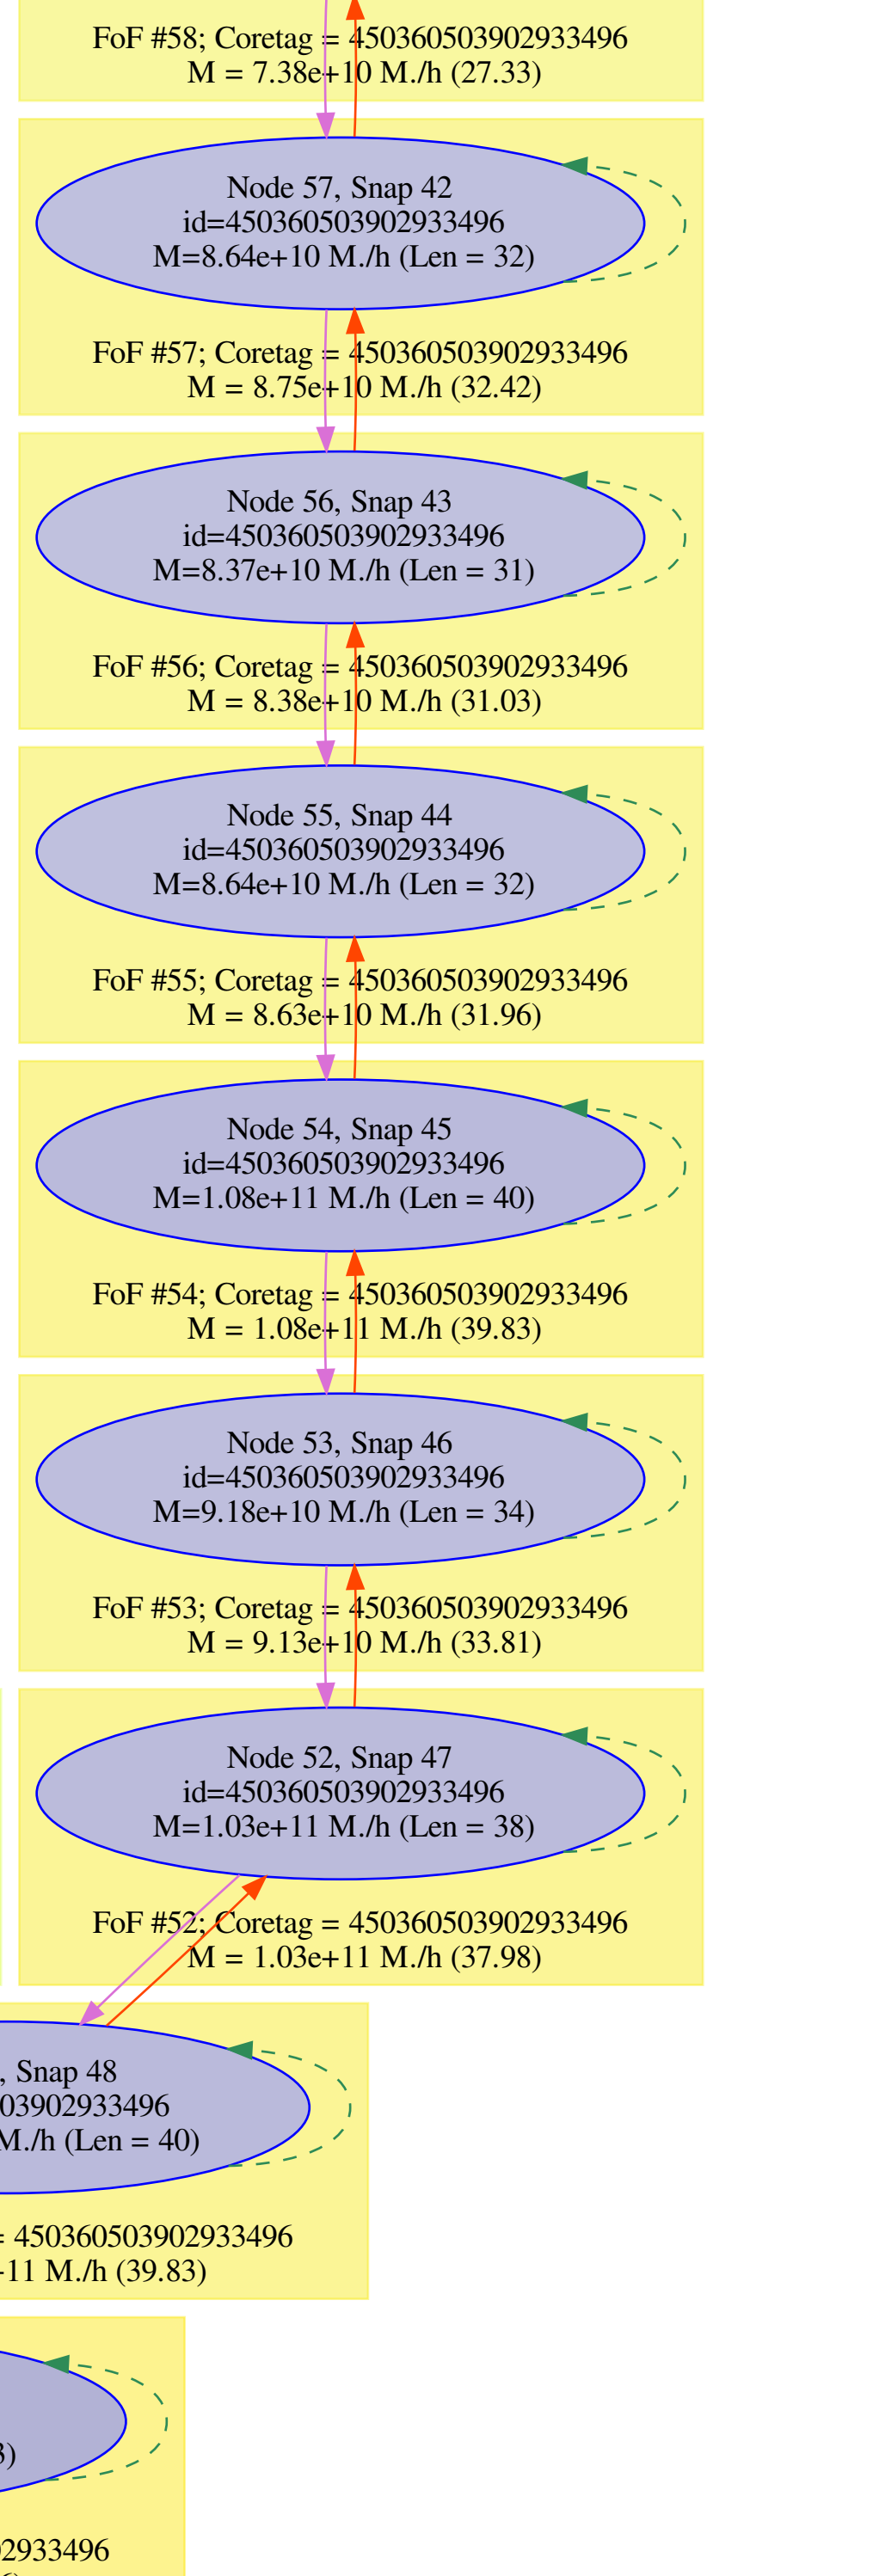 FoF #58; Coretag = 450360503902933496
M = 7.38e+10 M./h (27.33)
Node 57, Snap 42
id=450360503902933496
M=8.64e+10 M./h (Len = 32)
FoF #57; Coretag = 450360503902933496
M = 8.75e+10 M./h (32.42)
Node 56, Snap 43
id=450360503902933496
M=8.37e+10 M./h (Len = 31)
FoF #56; Coretag = 450360503902933496
M = 8.38e+10 M./h (31.03)
Node 55, Snap 44
id=450360503902933496
M=8.64e+10 M./h (Len = 32)
FoF #55; Coretag = 450360503902933496
M = 8.63e+10 M./h (31.96)
Node 54, Snap 45
id=450360503902933496
M=1.08e+11 M./h (Len = 40)
FoF #54; Coretag = 450360503902933496
M = 1.08e+11 M./h (39.83)
Node 53, Snap 46
id=450360503902933496
M=9.18e+10 M./h (Len = 34)
FoF #53; Coretag = 450360503902933496
M = 9.13e+10 M./h (33.81)
Node 52, Snap 47
id=450360503902933496
M=1.03e+11 M./h (Len = 38)
FoF #52; Coretag = 450360503902933496
M = 1.03e+11 M./h (37.98)
, Snap 48
03902933496
M./h (Len = 40)
= 450360503902933496
+11 M./h (39.83)
3)
02933496